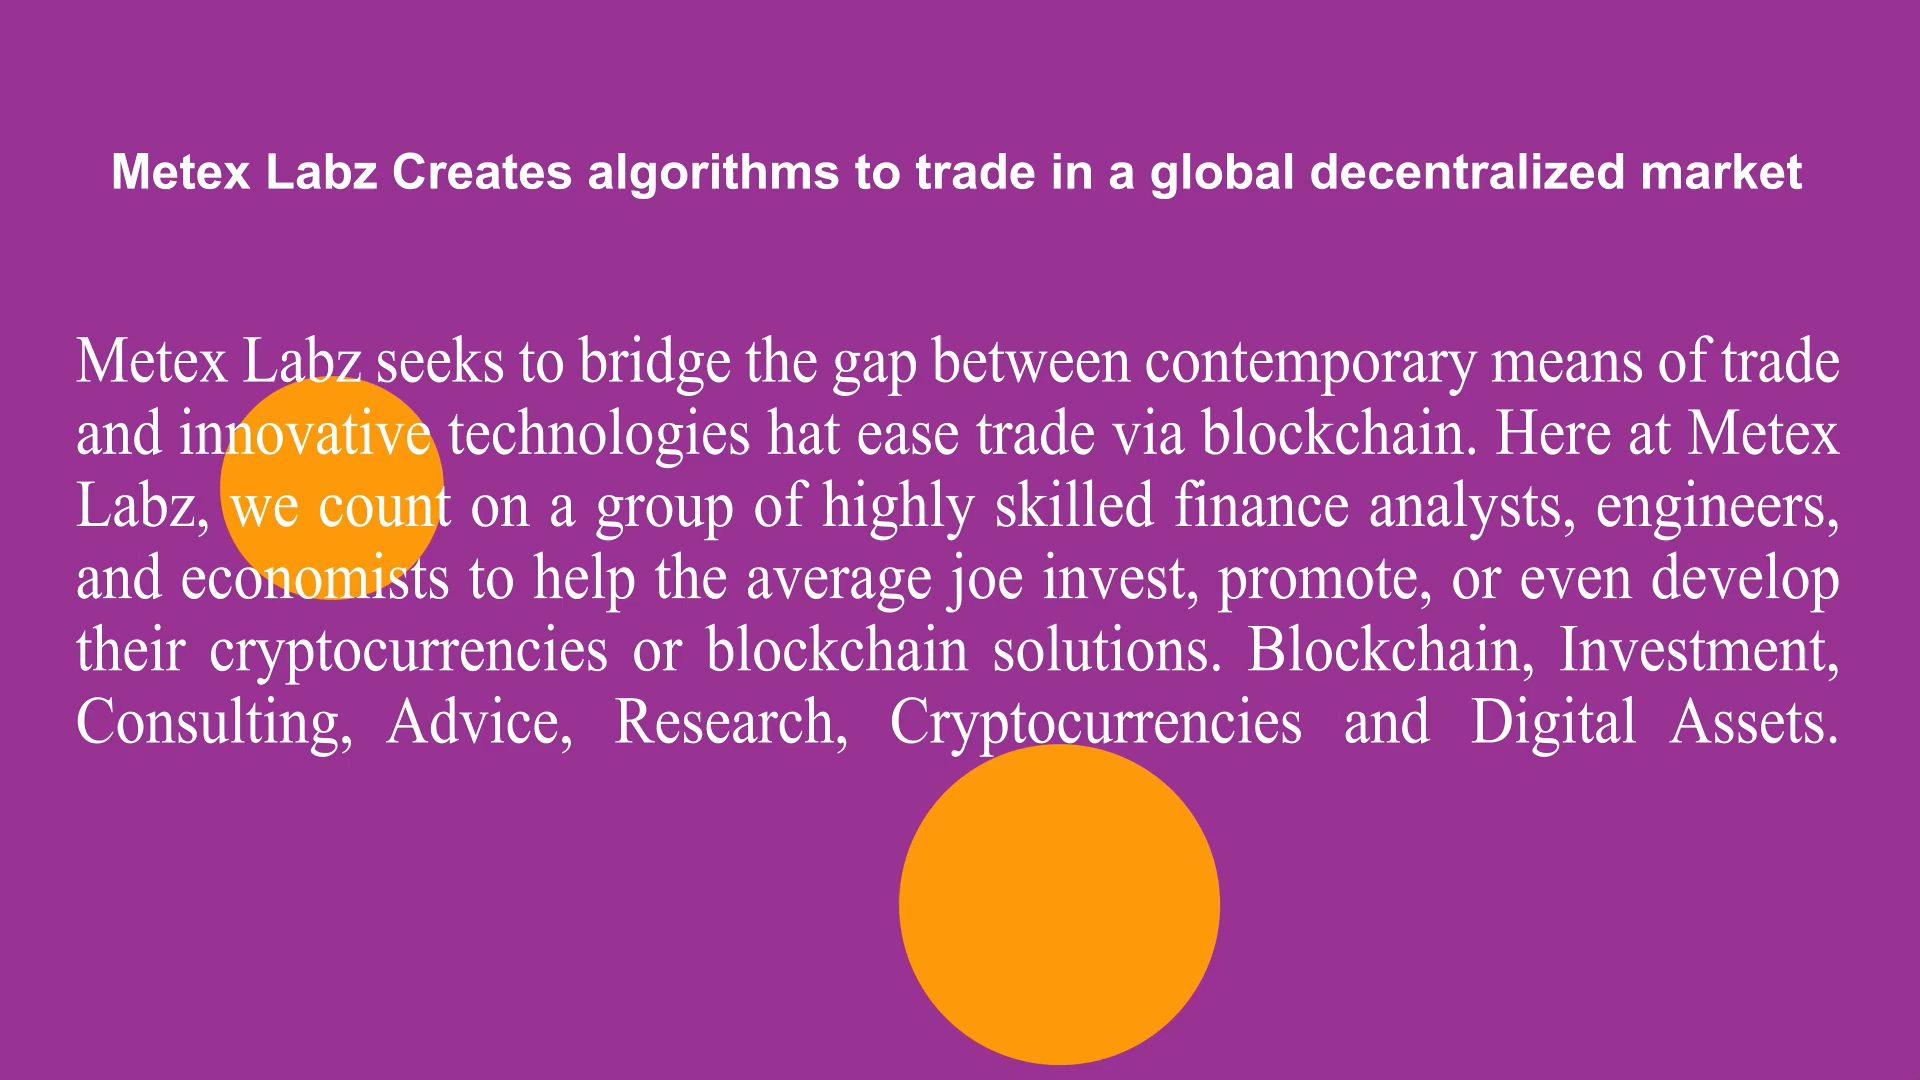 Metex Labz Creates algorithms to trade in a global decentralized market
Metex Labz seeks to bridge the gap between contemporary means of trade
and innovative technologies hat ease trade via blockchain. Here at Metex
Labz, we count on a group of highly skilled finance analysts, engineers,
and economists to help the average joe invest, promote, or even develop
their cryptocurrencies or blockchain solutions. Blockchain, Investment,
Consulting, Advice, Research, Cryptocurrencies and Digital Assets.